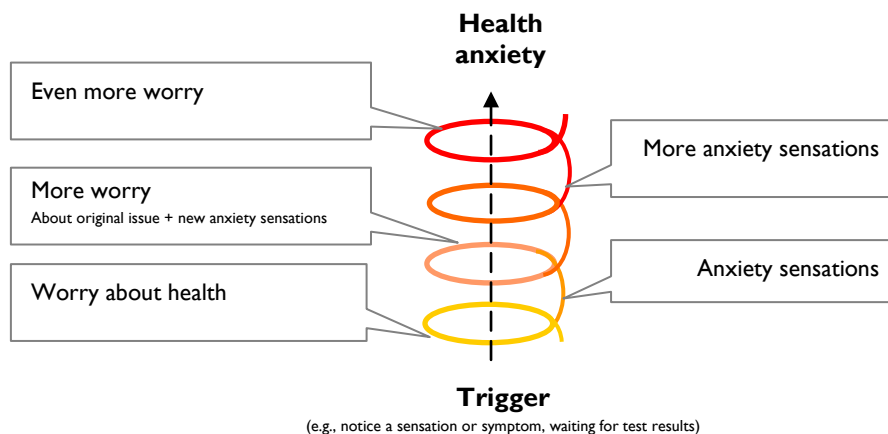 Health
anxiety
Even more worry
More anxiety sensations
More worry
About original issue + new anxiety sensations
Anxiety sensations
Worry about health
Trigger
(e.g., notice a sensation or symptom, waiting for test results)